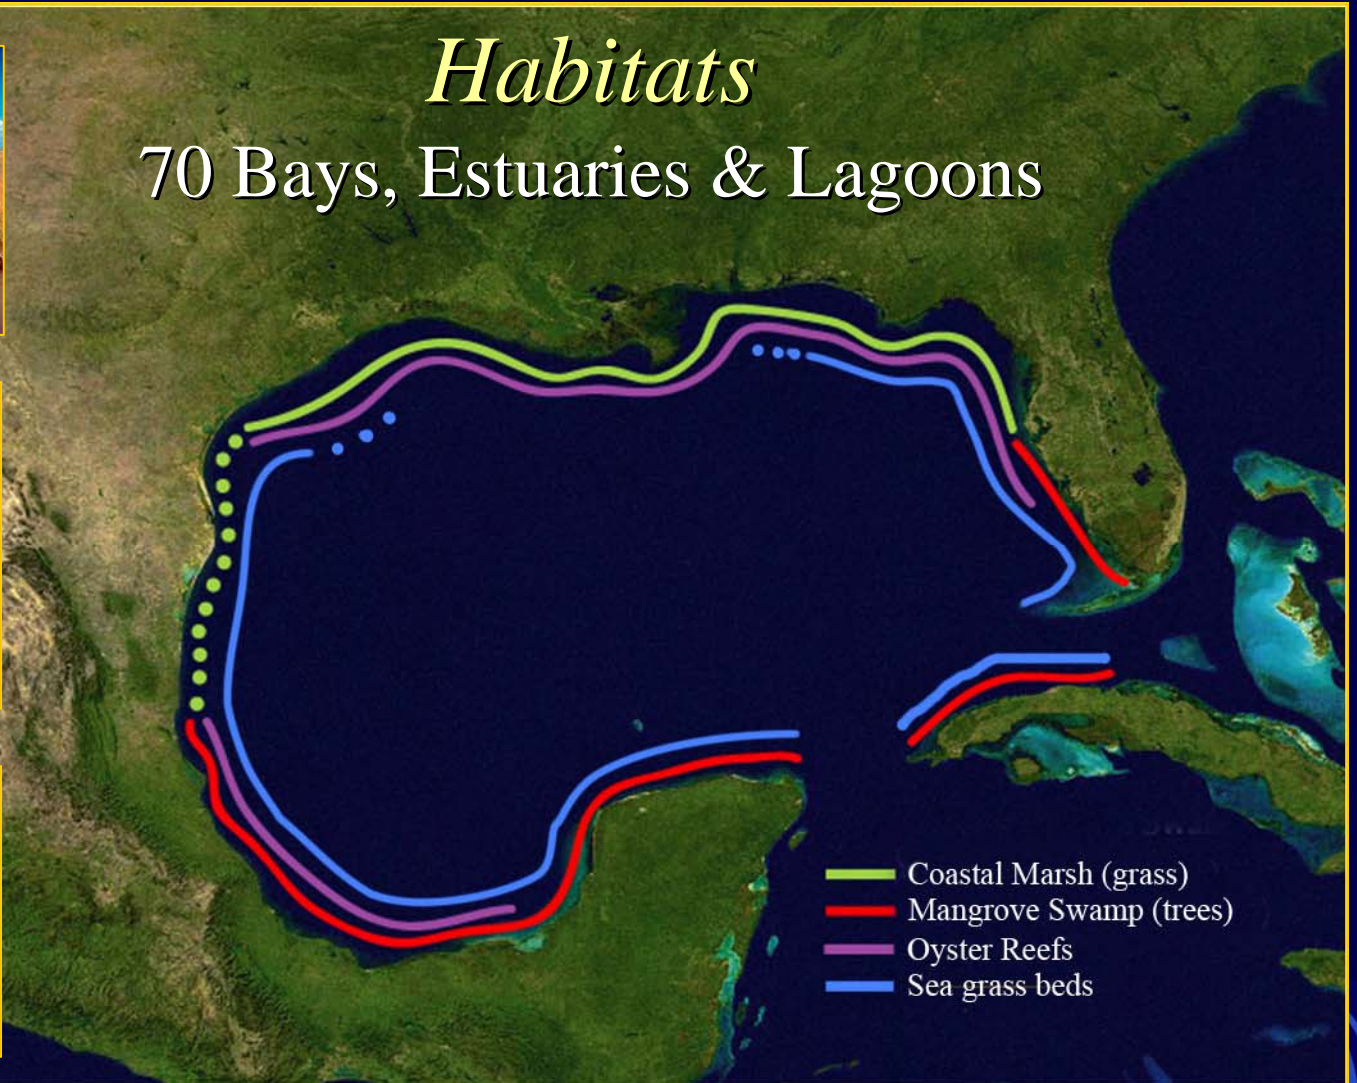 Habitats
70 Bays, Estuaries & Lagoons
Coastal Marsh (grass)
Mangrove Swamp (trees)
Oyster Reefs
Sea grass beds